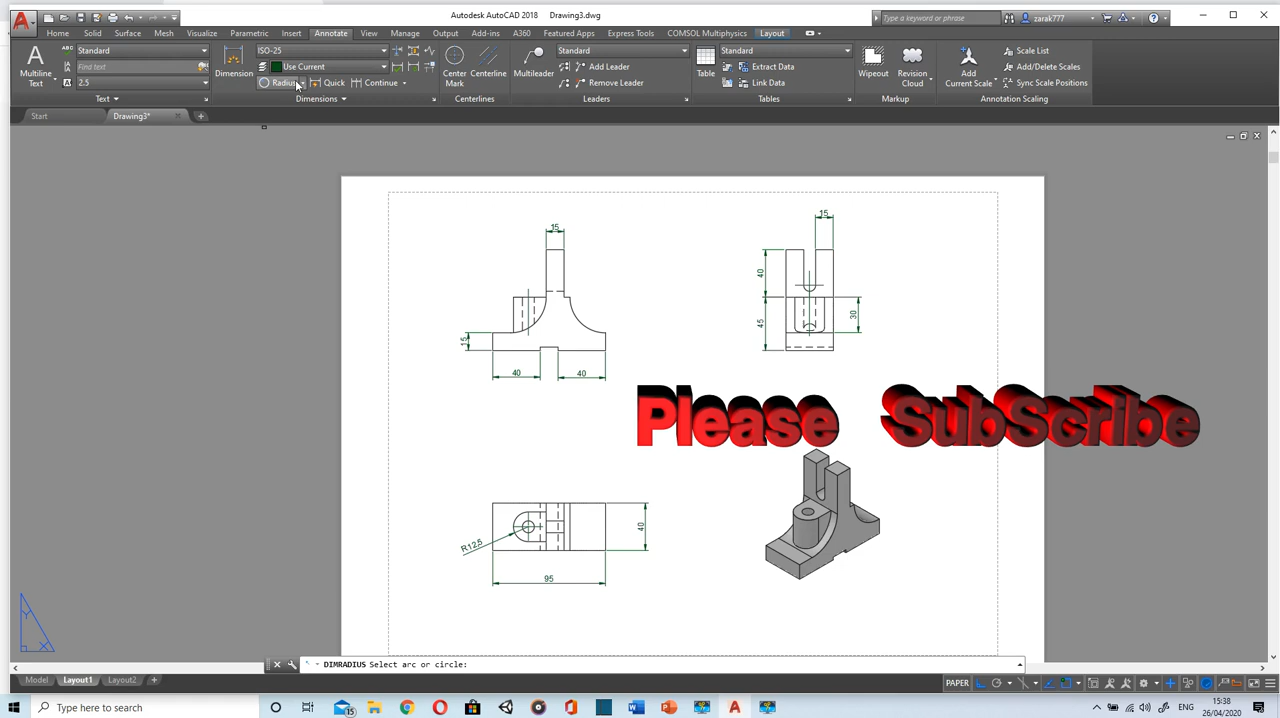 Autodesk AutoCAD 2018 Drawing3.dwg
Type a keyword or phrase
zarak777
Home Solid Surface Mesh Visualize Parametric Insert Annotate View Manage Output Add-ins A360 Featured Apps Express Tools COMSOL Multiphysics Layout
Multiline Text
Standard
Find text
2.5
Text
Dimension
ISO-25
Use Current
Radius Quick Continue
Dimensions
Center Mark
Centerline
Centerlines
Multileader
Standard
Add Leader
Remove Leader
Leaders
Table
Standard
Extract Data
Link Data
Tables
Wipeout
Revision Cloud
Markup
Add Current Scale
Scale List
Add/Delete Scales
Sync Scale Positions
Annotation Scaling
Start Drawing3*
15
15
40 40
15
40
45
30
Please SubScribe
R12.5
40
95
Y
X
DIMRADIUS Select arc or circle:
Model Layout1 Layout2
PAPER
Type here to search
15
ENG
15:38
26/04/2020